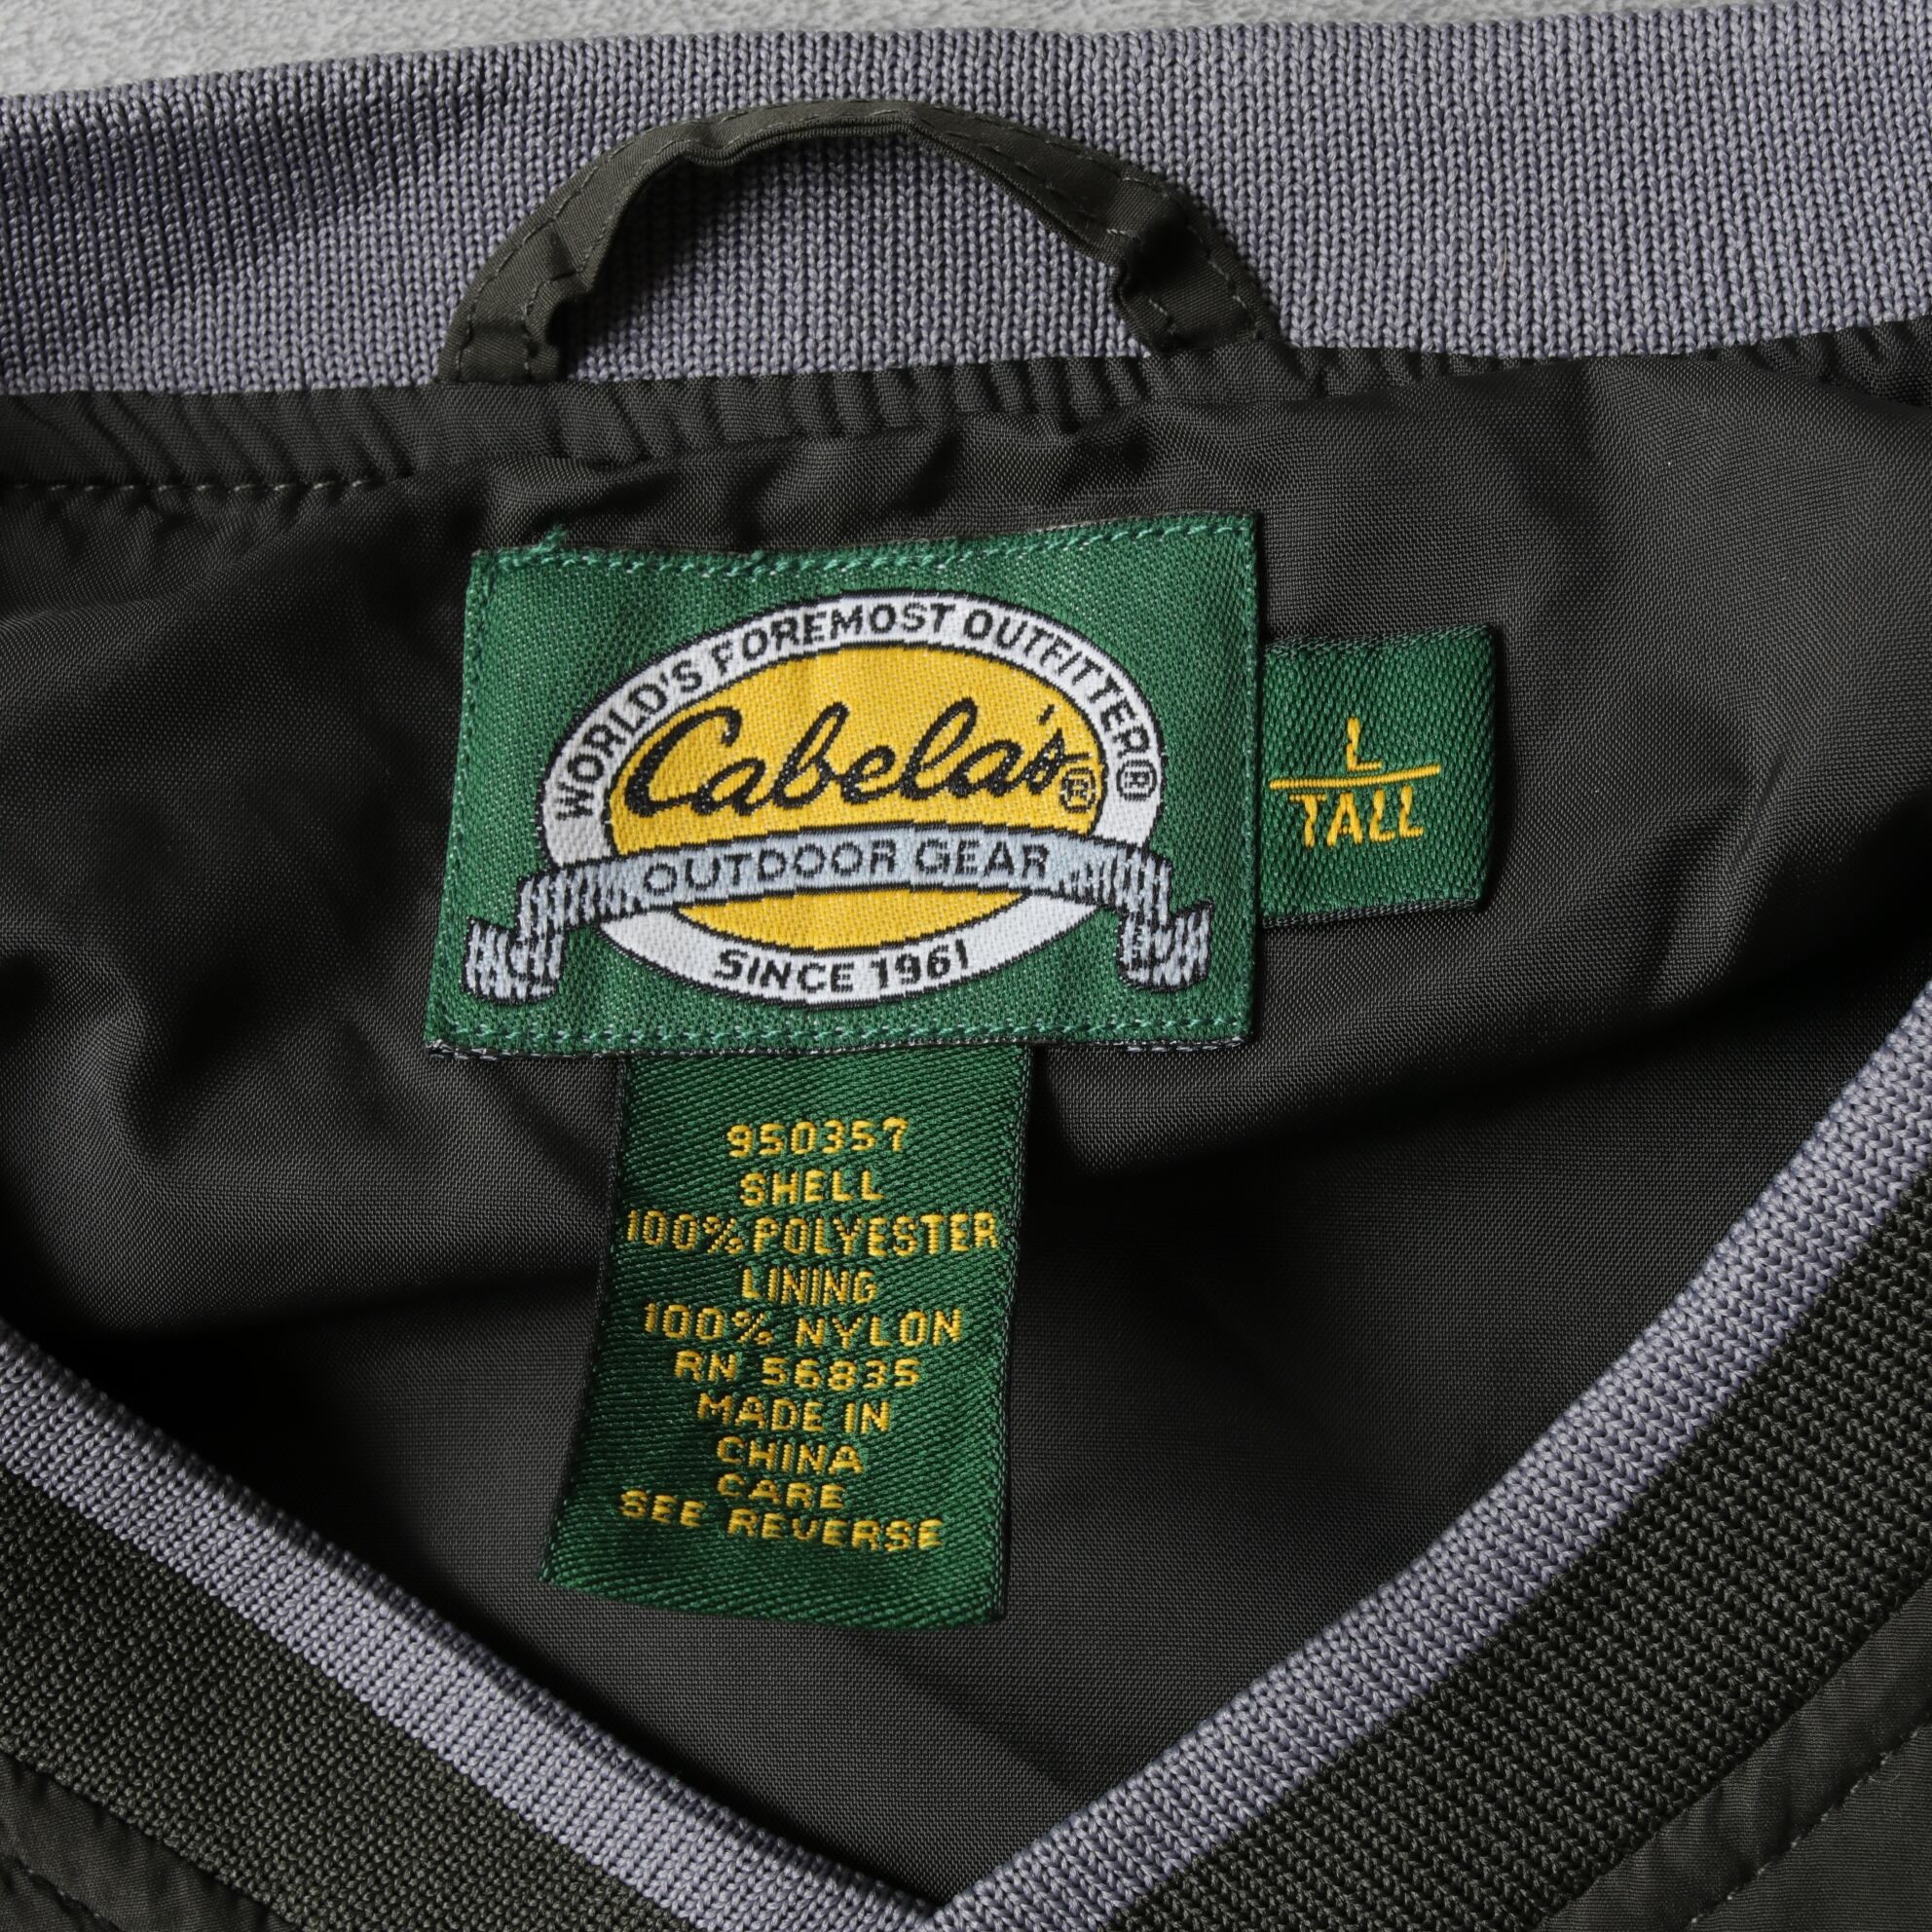 WORLD'S FOREMOST OUTFITTER®
Cabela's®
OUTDOOR GEAR
SINCE 1961
L
TALL
950357
SHELL
100% POLYESTER
LINING
100% NYLON
RN 56835
MADE IN
CHINA
CARE
SEE REVERSE